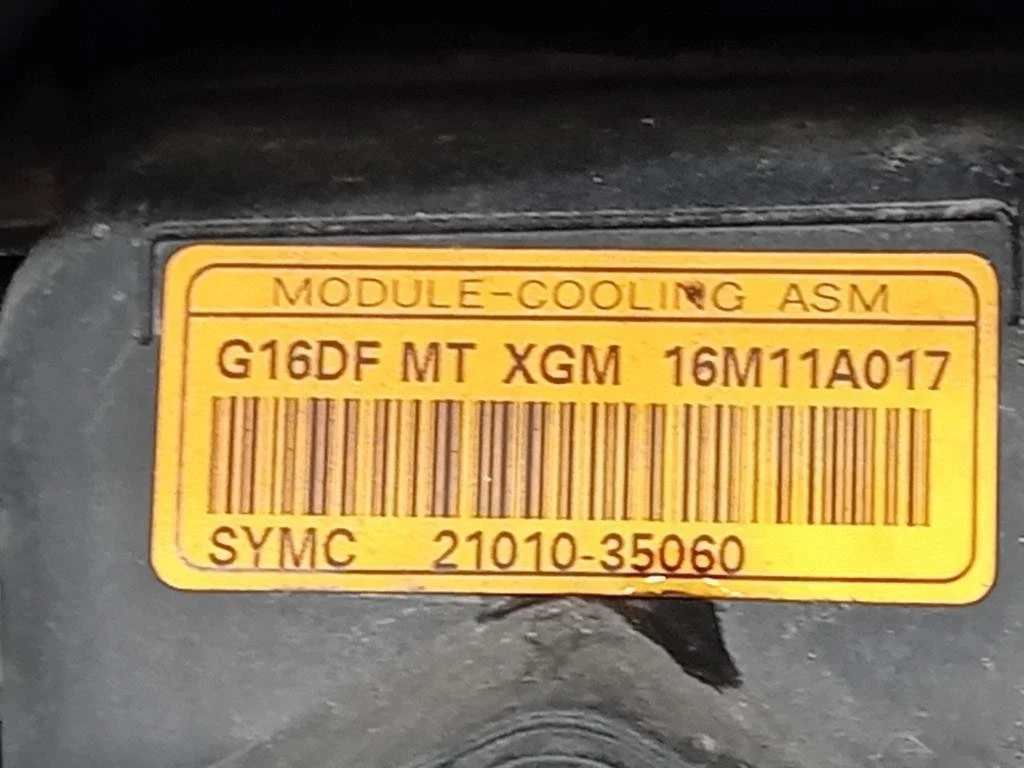 MODULE-COOLING ASM
G16DF MT XGM 16M11A017
SYMC 21010-35060